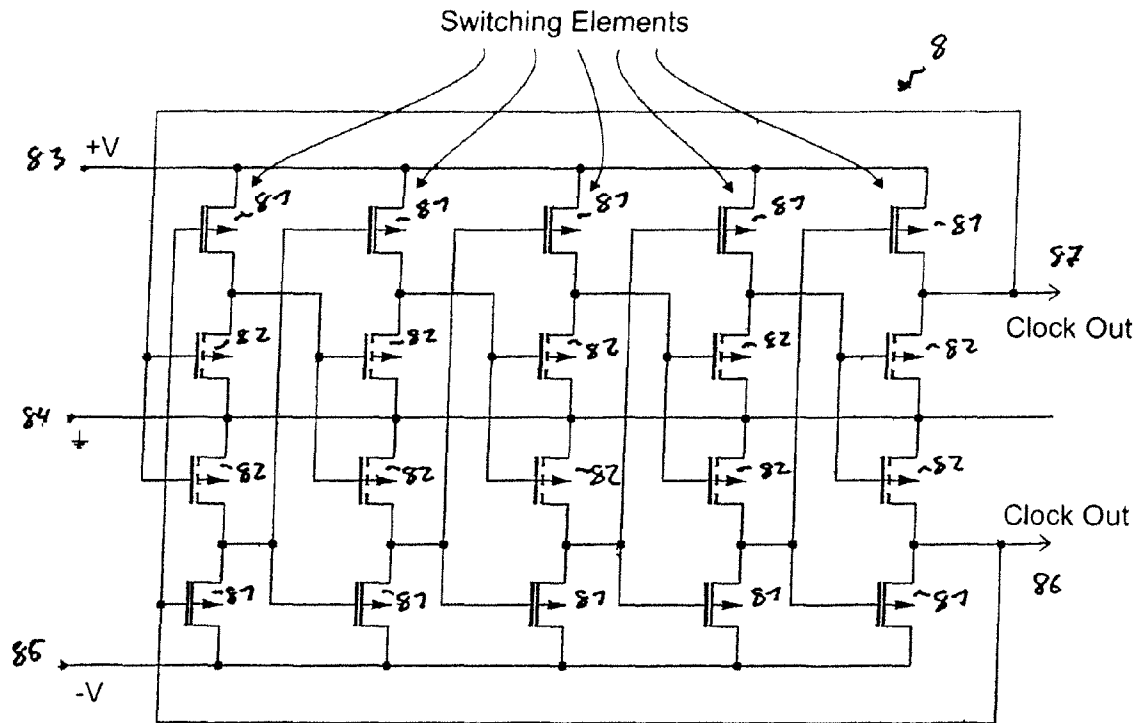 Switching Elements
8
83 +V
81 81 81 81 81
87
Clock Out
82 82 82 82 82
84
82 82 82 82 82
Clock Out
86
81 81 81 81 81
85
-V